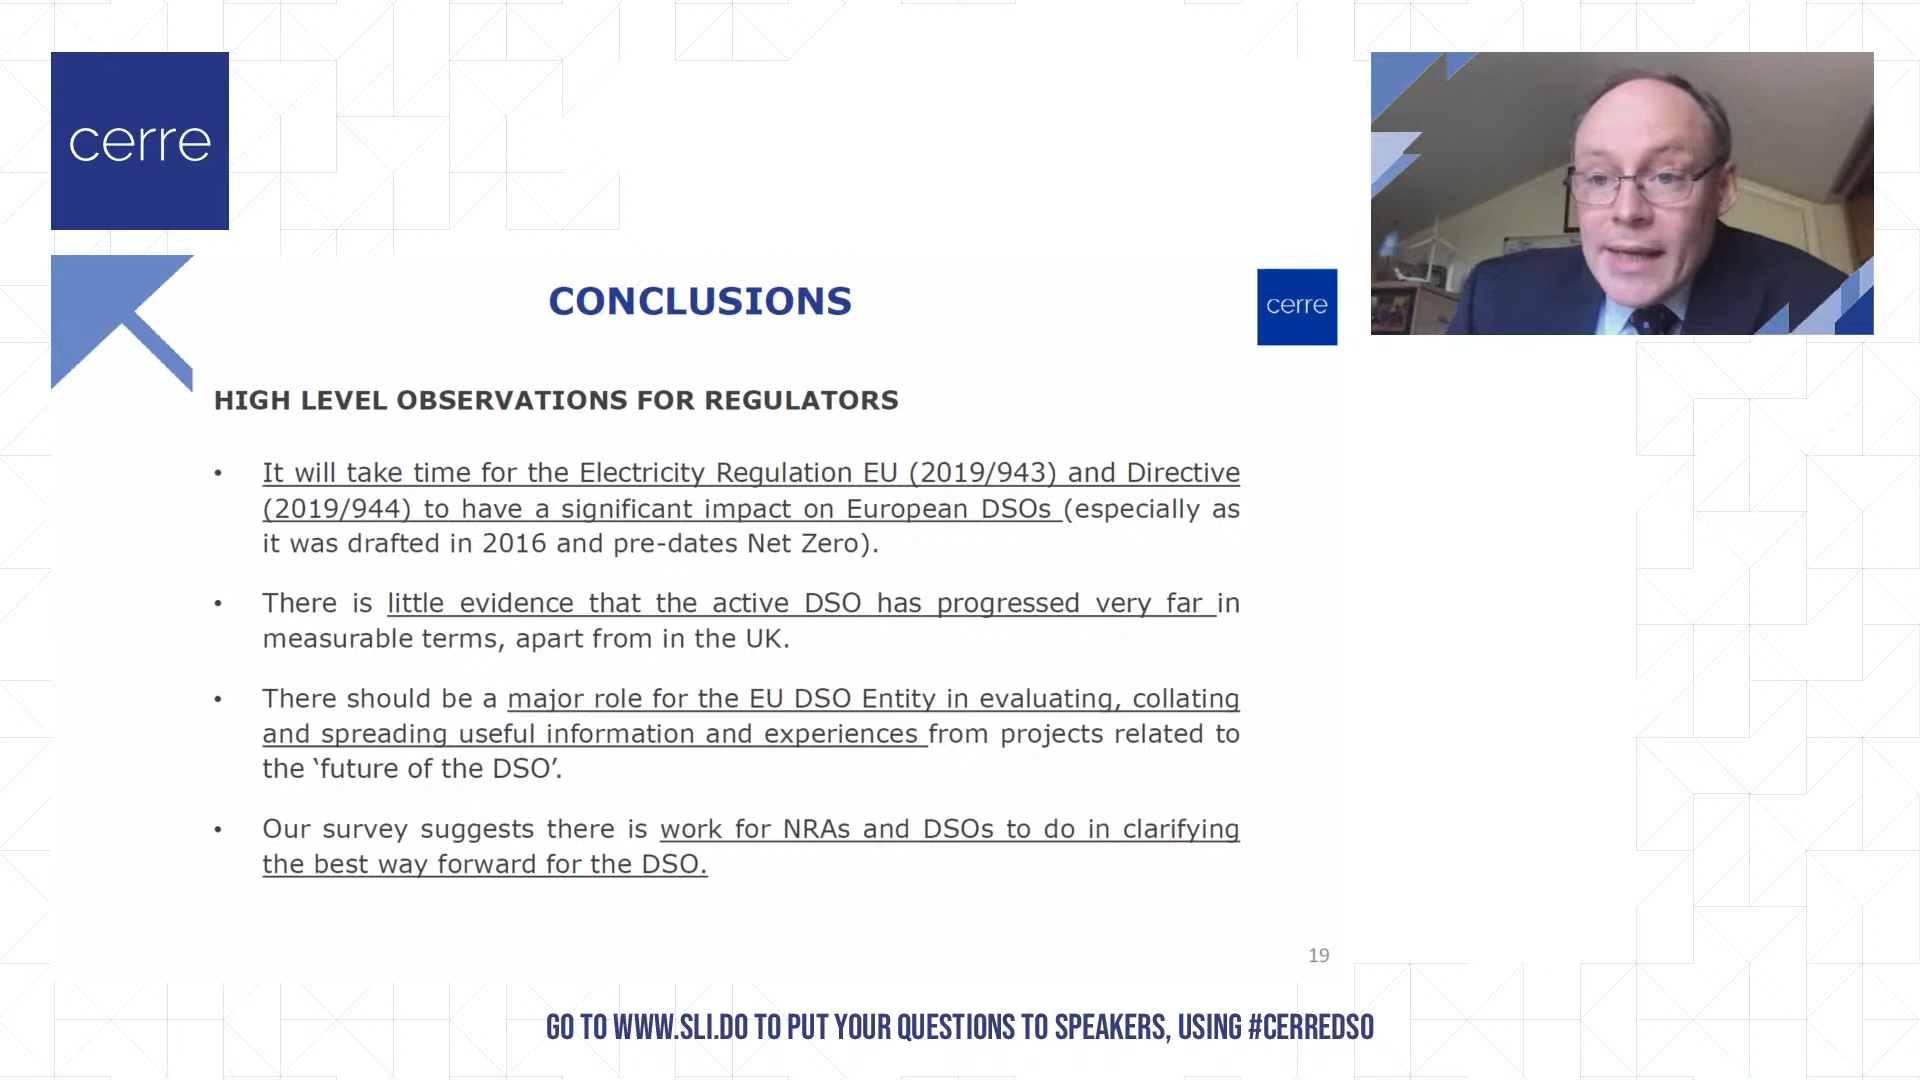 cerre
CONCLUSIONS
cerre
HIGH LEVEL OBSERVATIONS FOR REGULATORS
• It will take time for the Electricity Regulation EU (2019/943) and Directive
(2019/944) to have a significant impact on European DSOs (especially as
it was drafted in 2016 and pre-dates Net Zero).
• There is little evidence that the active DSO has progressed very far in
measurable terms, apart from in the UK.
• There should be a major role for the EU DSO Entity in evaluating, collating
and spreading useful information and experiences from projects related to
the ‘future of the DSO’.
• Our survey suggests there is work for NRAs and DSOs to do in clarifying
the best way forward for the DSO.
19
GO TO WWW.SLI.DO TO PUT YOUR QUESTIONS TO SPEAKERS, USING #CERREDSO